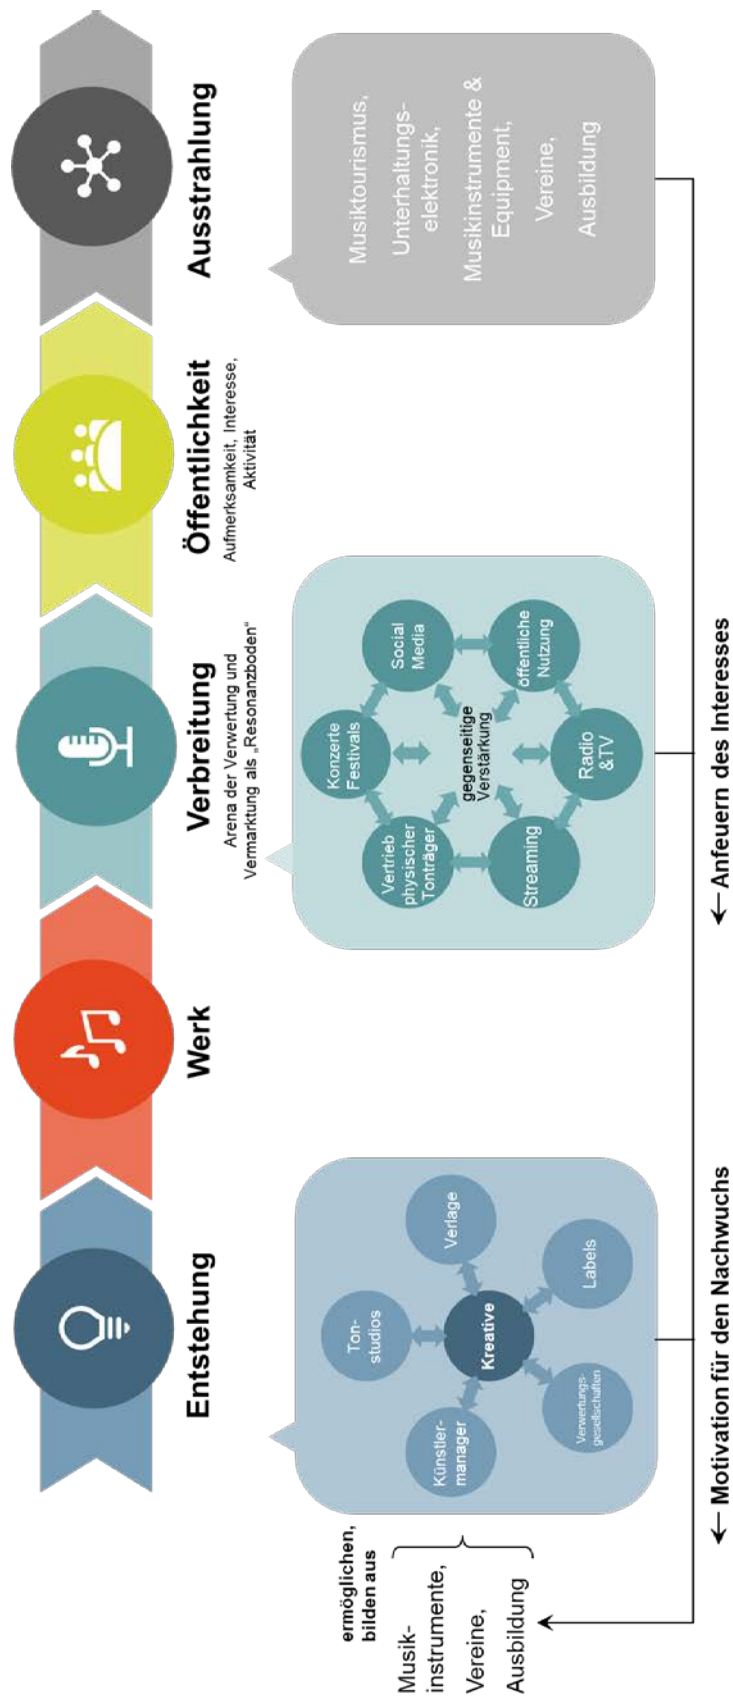 Entstehung
Werk
Verbreitung
Arena der Verwertung und
Vermarktung als „Resonanzboden“
Öffentlichkeit
Aufmerksamkeit, Interesse,
Aktivität
Ausstrahlung
ermöglichen,
bilden aus
Musik-
instrumente,
Vereine,
Ausbildung
Künstler-
manager
Ton-
studios
Verlage
Kreative
Verwertungs-
gesellschaften
Labels
Vertrieb
physischer
Tonträger
Konzerte
Festivals
Social
Media
gegenseitige
Verstärkung
Streaming
Radio
&TV
öffentliche
Nutzung
Musiktourismus,
Unterhaltungs-
elektronik,
Musikinstrumente &
Equipment,
Vereine,
Ausbildung
← Motivation für den Nachwuchs
← Anfeuern des Interesses